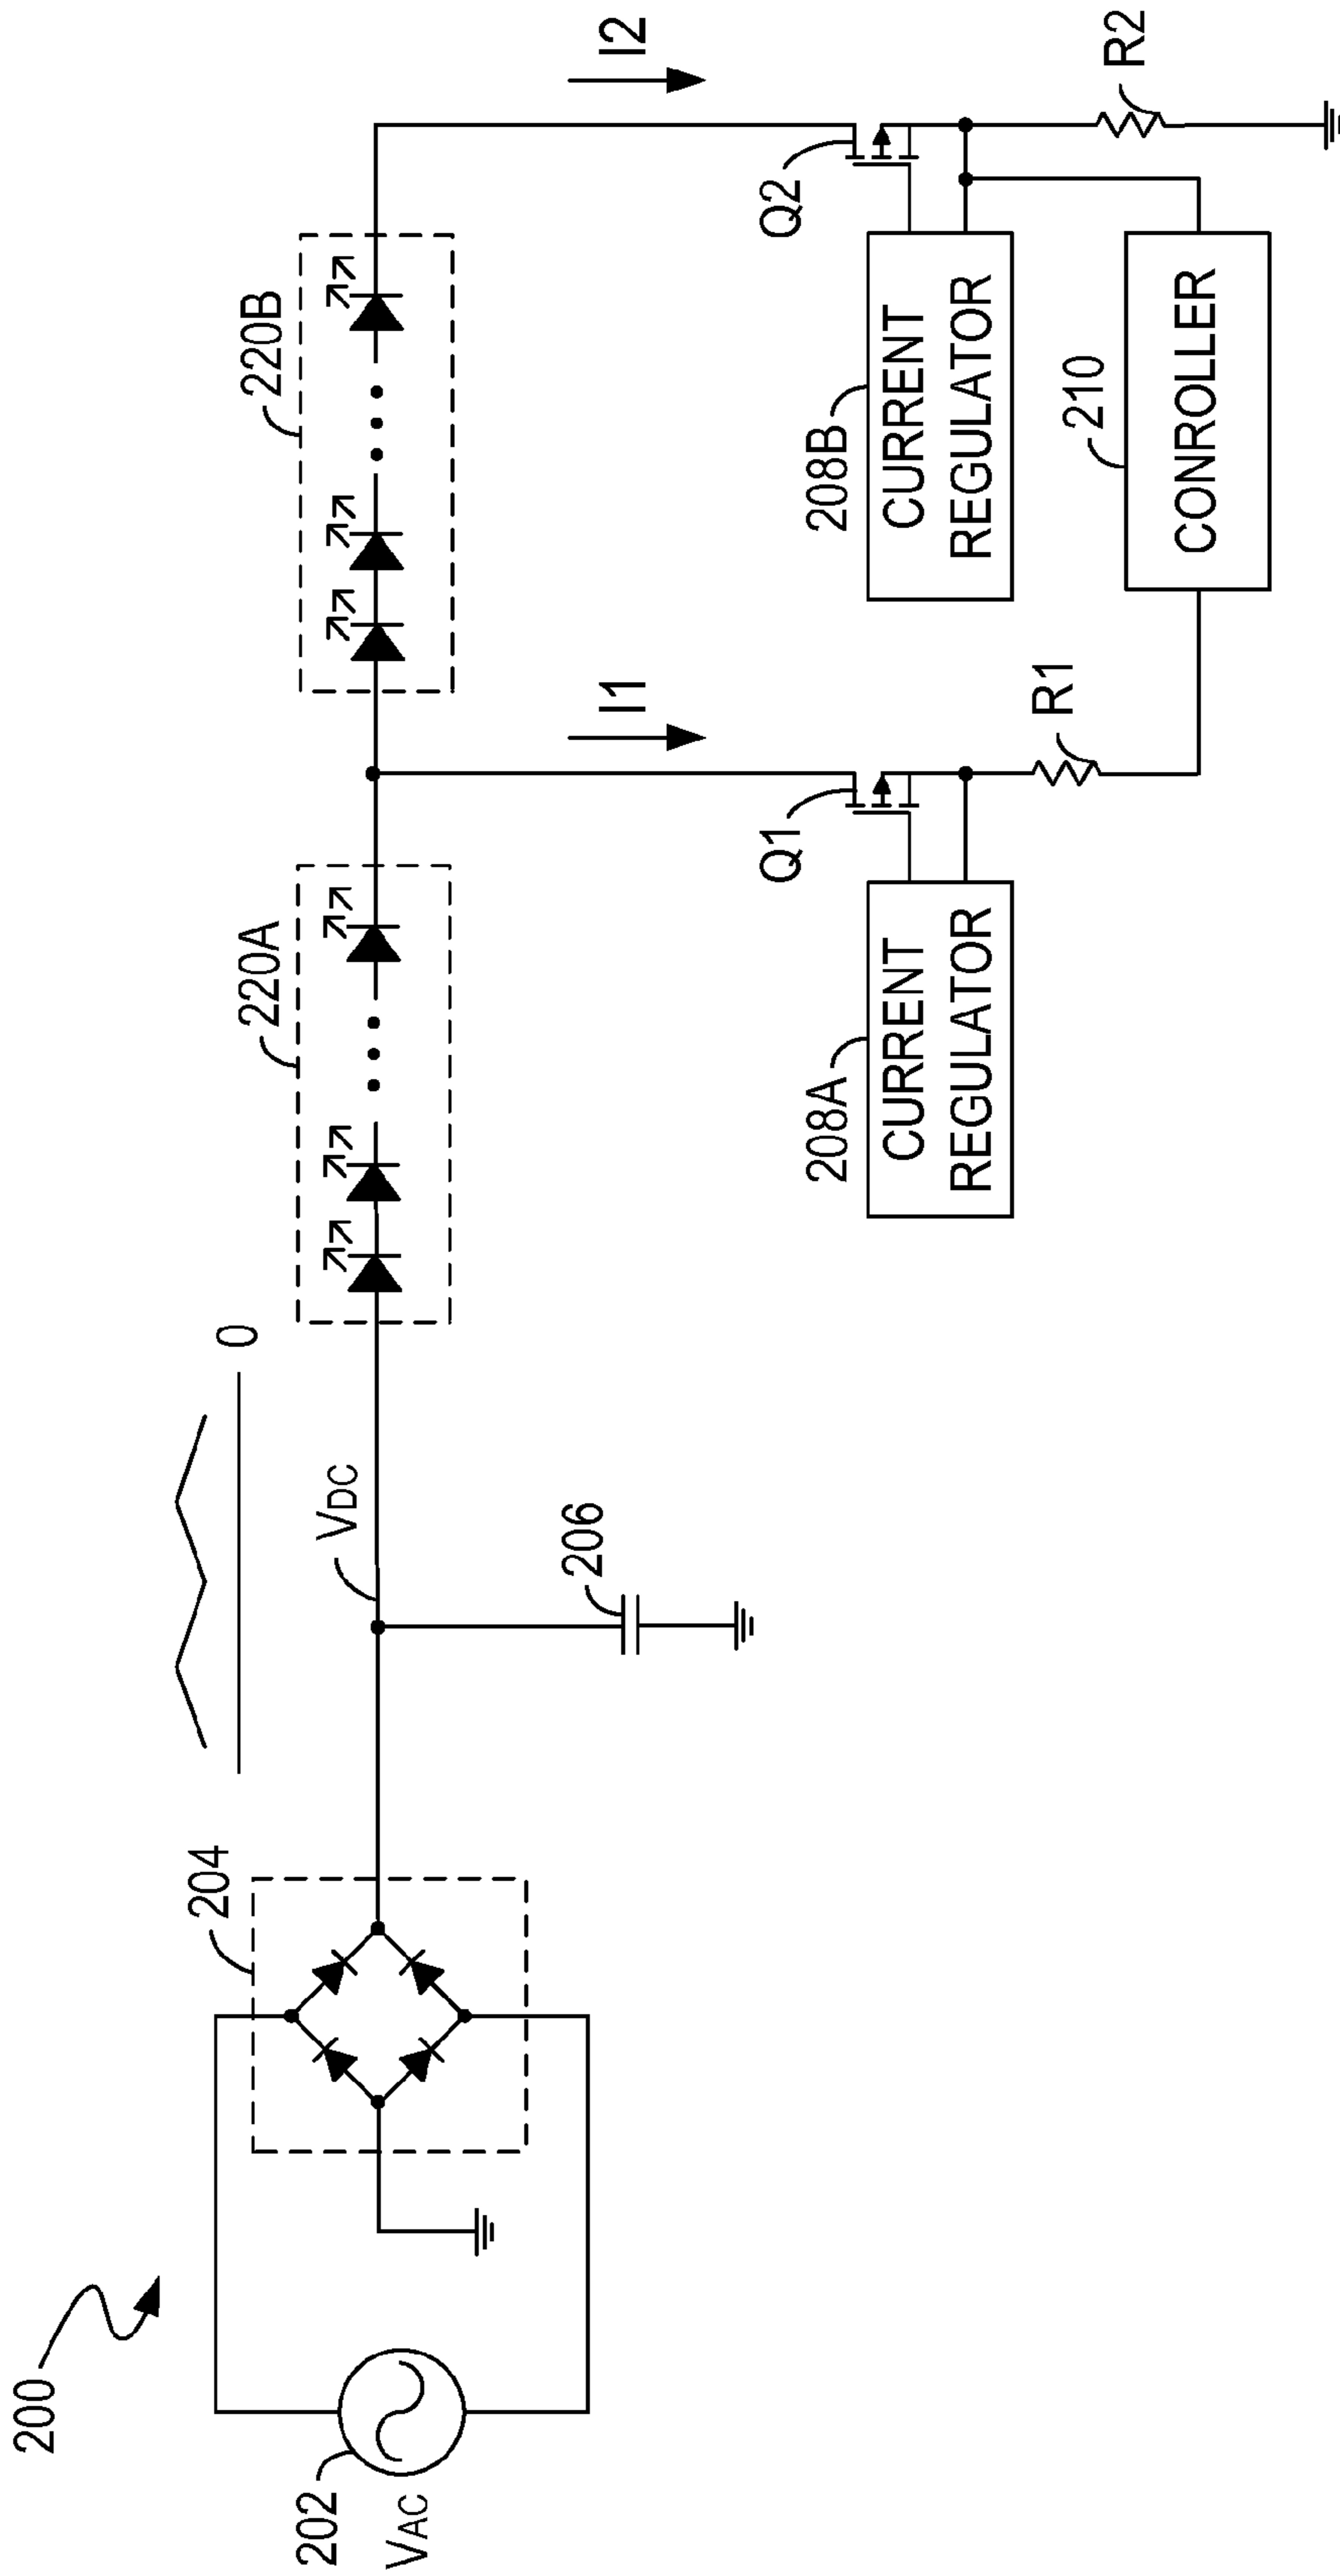 200
202
VAC
204
0
VDC
206
220A
220B
I1
I2
Q1
Q2
208A
CURRENT
REGULATOR
208B
CURRENT
REGULATOR
R1
R2
210
CONROLLER